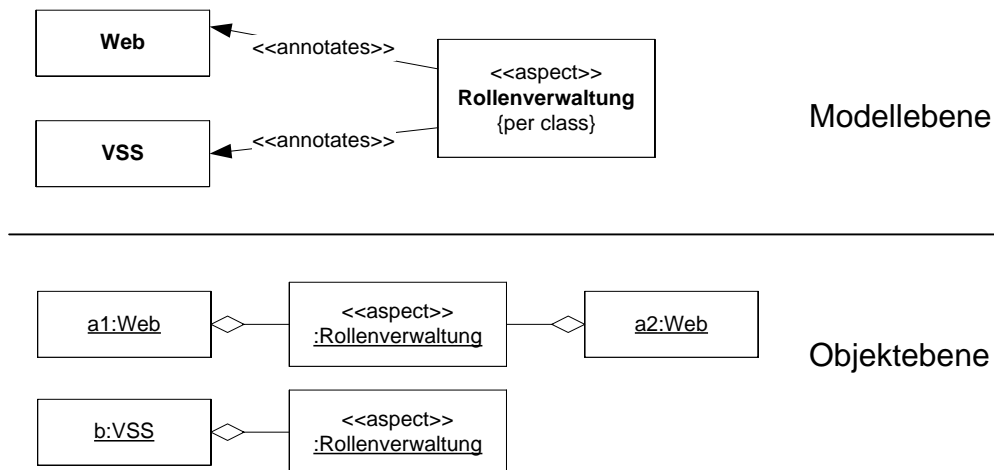 Web
<<annotates>>
<<aspect>>
Rollenverwaltung
{per class}
Modellebene
VSS
<<annotates>>
a1:Web
<<aspect>>
:Rollenverwaltung
a2:Web
Objektebene
b:VSS
<<aspect>>
:Rollenverwaltung